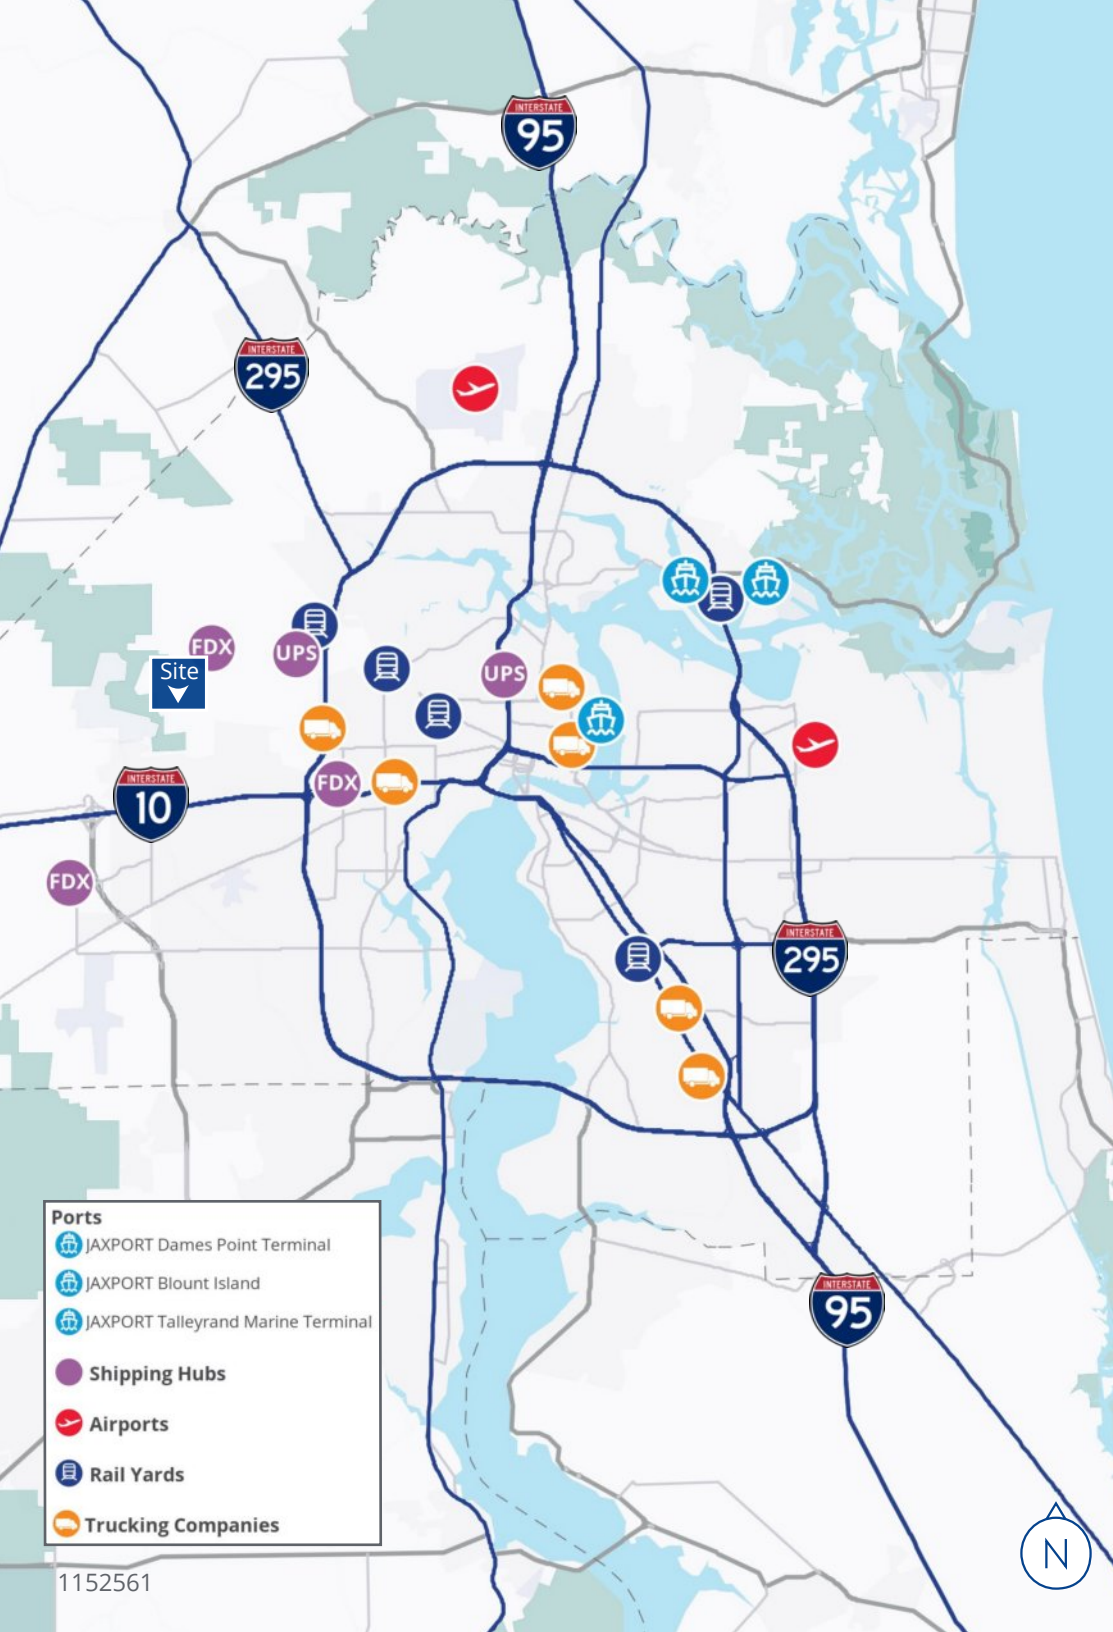 INTERSTATE
95
INTERSTATE
295
FDX
UPS
Site
UPS
INTERSTATE
10
FDX
FDX
INTERSTATE
295
INTERSTATE
95
Ports
JAXPORT Dames Point Terminal
JAXPORT Blount Island
JAXPORT Talleyrand Marine Terminal
Shipping Hubs
Airports
Rail Yards
Trucking Companies
N
1152561